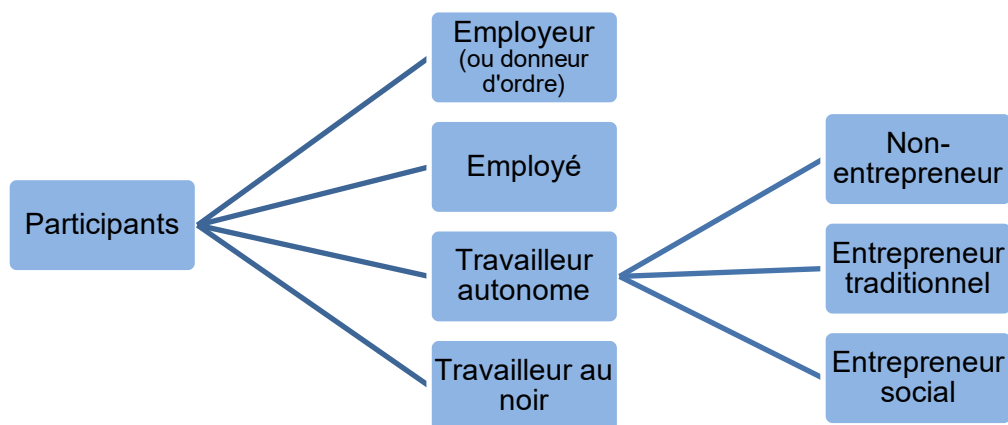 Participants
Employeur
(ou donneur
d'ordre)
Employé
Travailleur
autonome
Travailleur au
noir
Non-
entrepreneur
Entrepreneur
traditionnel
Entrepreneur
social